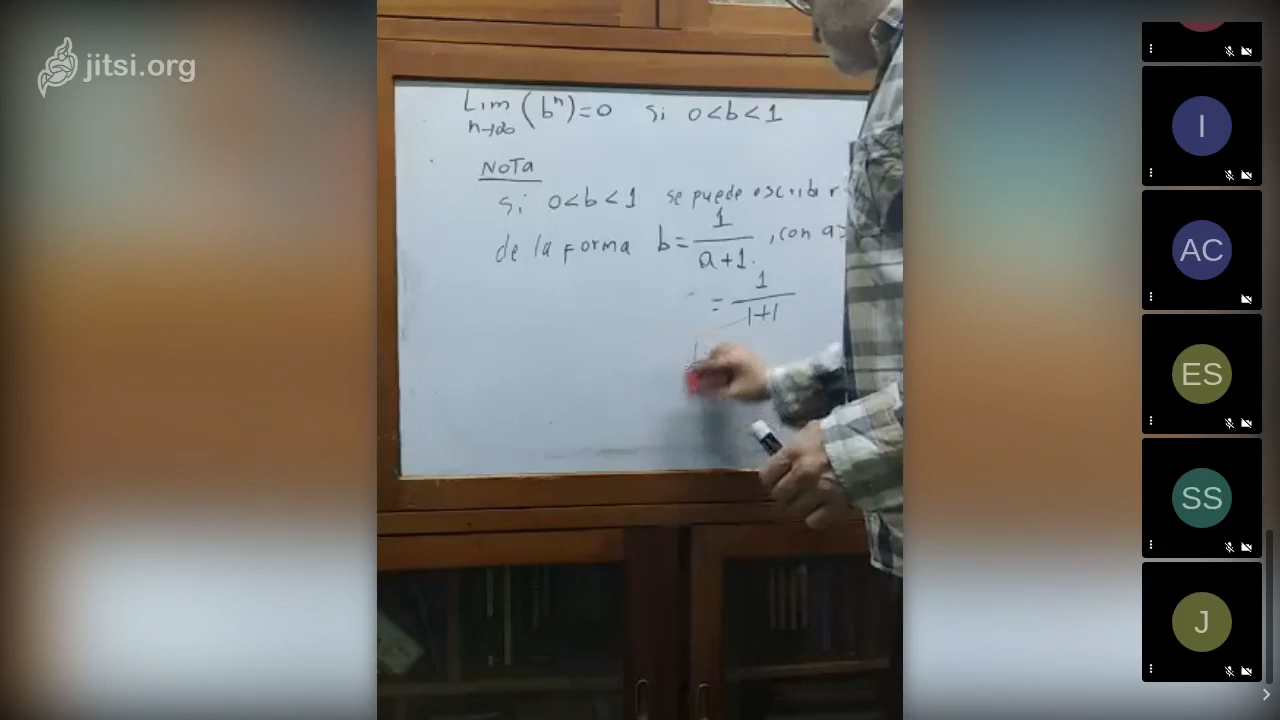 jitsi.org
Lim (bⁿ)=0 si 0<b<1
n→∞
NOTA
si 0<b<1 se puede escribir
de la forma b= 1/(a+1) , con a>
= 1/(1+1)
I
AC
ES
SS
J